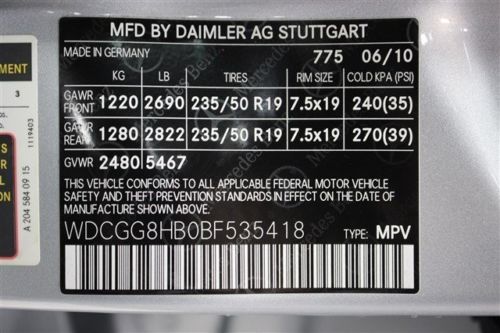 MFD BY DAIMLER AG STUTTGART
MADE IN GERMANY 775 06/10
KG LB TIRES RIM SIZE COLD KPA (PSI)
GAWR FRONT 1220 2690 235/50 R19 7.5x19 240(35)
GAWR REAR 1280 2822 235/50 R19 7.5x19 270(39)
GVWR 2480 5467
THIS VEHICLE CONFORMS TO ALL APPLICABLE FEDERAL MOTOR VEHICLE
SAFETY AND THEFT PREVENTION STANDARDS IN EFFECT ON THE DATE
OF MANUFACTURE SHOWN ABOVE.
WDCGG8HB0BF535418 TYPE: MPV
3
1119403
A 204 584 09 15
Mercedes-Benz